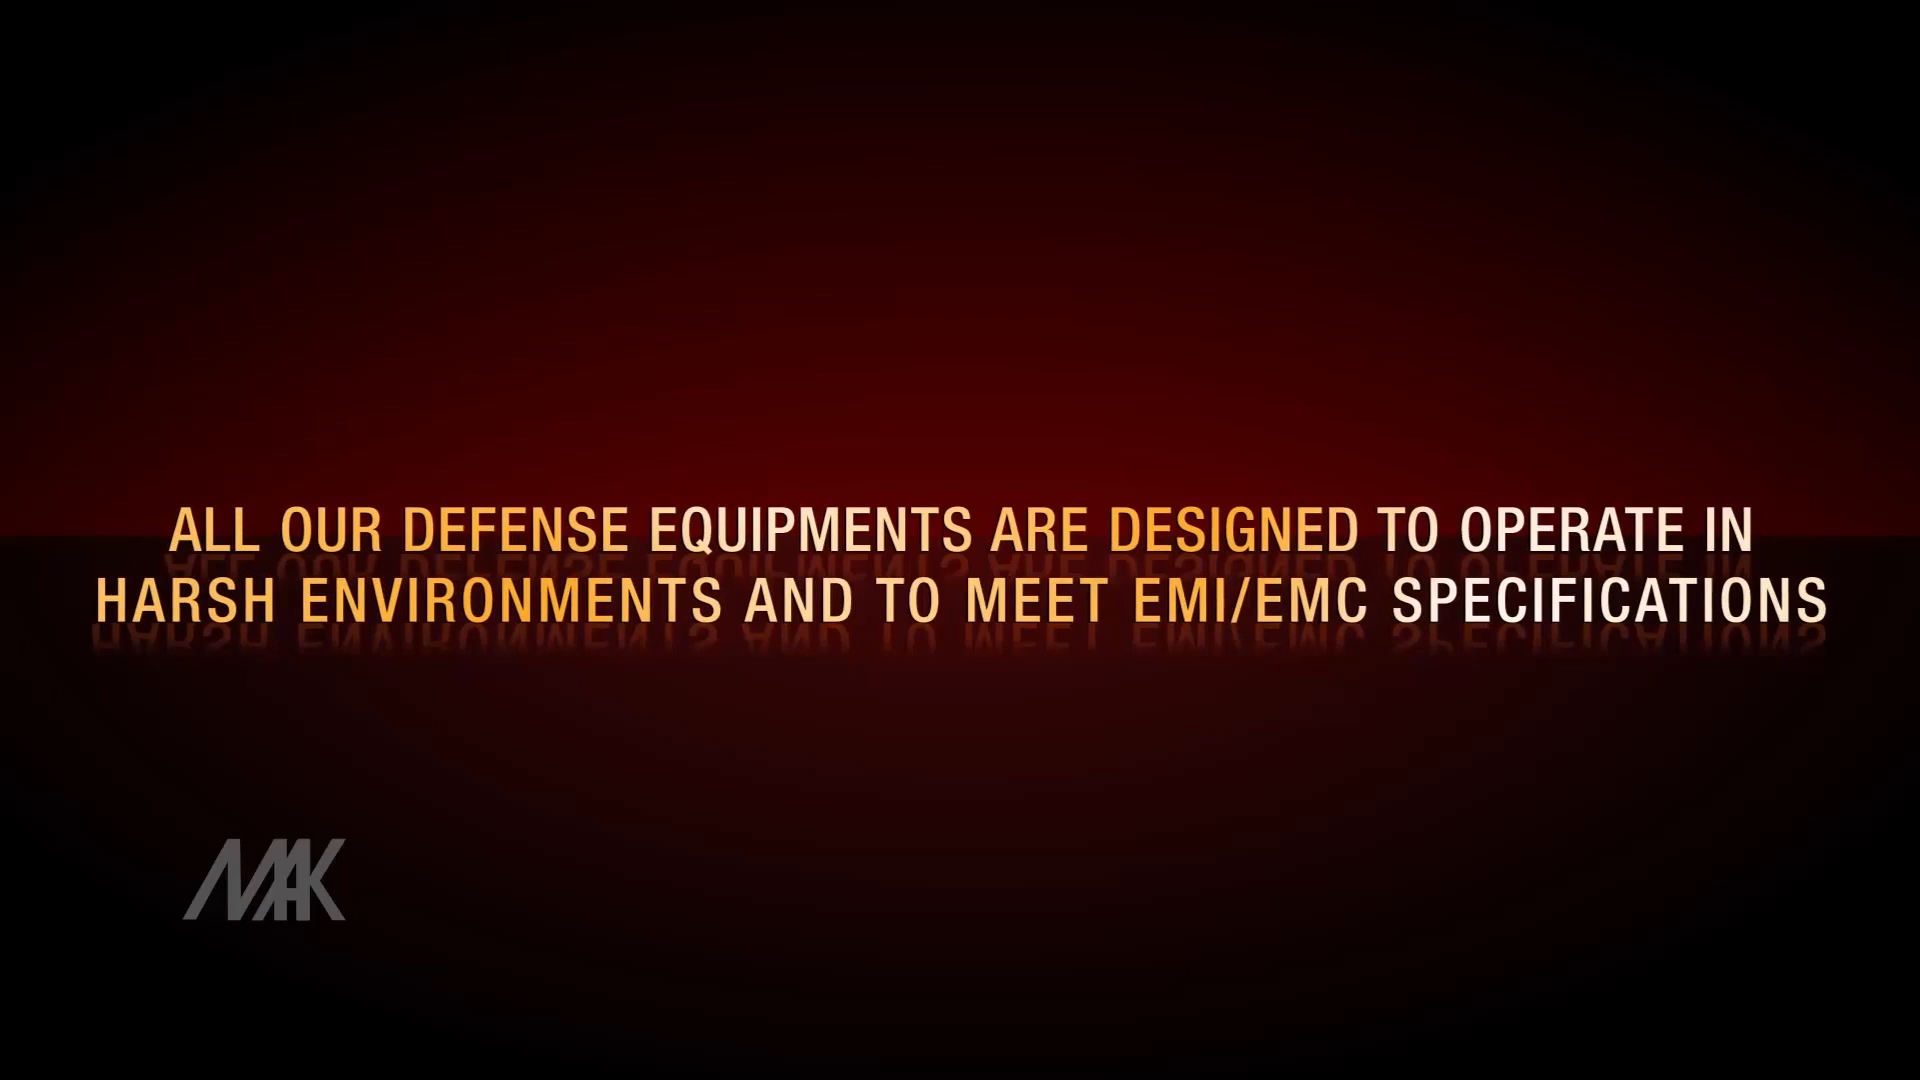 ALL OUR DEFENSE EQUIPMENTS ARE DESIGNED TO OPERATE IN
HARSH ENVIRONMENTS AND TO MEET EMI/EMC SPECIFICATIONS
MAK